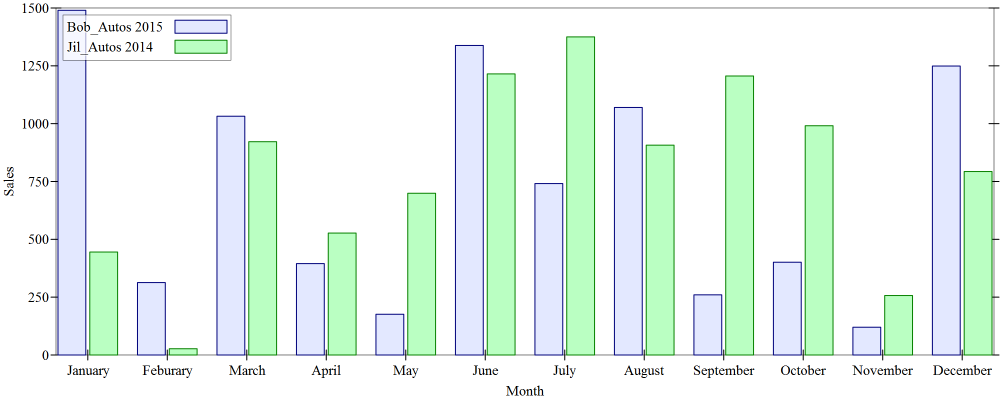 1500
1250
1000
750
500
250
0
Sales
Bob_Autos 2015
Jil_Autos 2014
January Feburary March April May June July August September October November December
Month